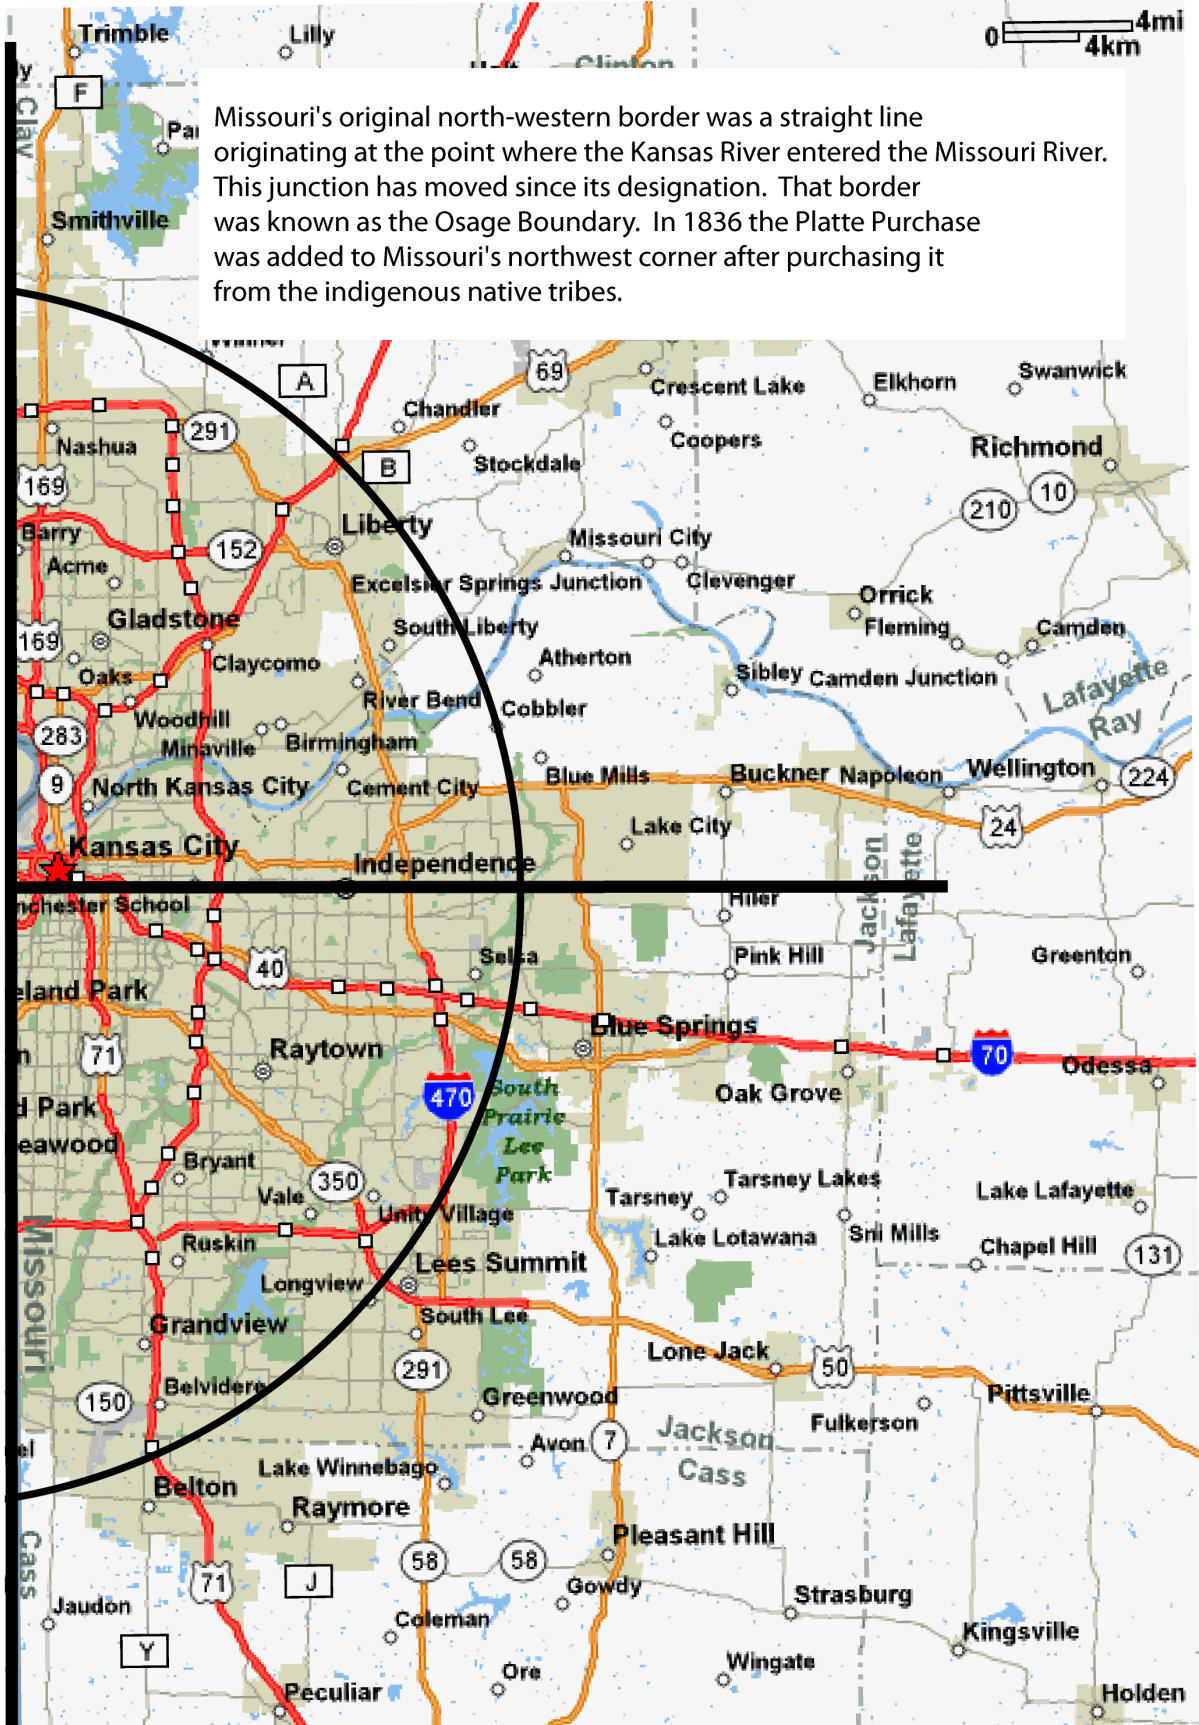 Trimble
Lilly
0
4mi
4km
ly
F
Clay
Clinton
Missouri's original north-western border was a straight line
originating at the point where the Kansas River entered the Missouri River.
This junction has moved since its designation.  That border
was known as the Osage Boundary.  In 1836 the Platte Purchase
was added to Missouri's northwest corner after purchasing it
from the indigenous native tribes.
Smithville
A
69
Crescent Lake
Elkhorn
Swanwick
Chandler
291
Nashua
Coopers
Stockdale
B
Richmond
169
10
210
Barry
152
Liberty
Acme
Missouri City
Excelsior Springs Junction
Clevenger
Orrick
Gladstone
169
South Liberty
Fleming
Camden
Claycomo
Atherton
Oaks
Sibley
Camden Junction
Lafayette
Ray
River Bend
Cobbler
Woodhill
283
Minaville
Birmingham
9
North Kansas City
Cement City
Blue Mills
Buckner
Napoleon
Wellington
224
24
Lake City
Kansas City
Independence
Jackson
Lafayette
nchester School
Hiler
40
Selsa
Pink Hill
Greenton
eland Park
71
n
Raytown
Blue Springs
70
Odessa
470
South
Prairie
Lee
Park
Oak Grove
d Park
eawood
Bryant
350
Vale
Tarsney
Tarsney Lakes
Lake Lafayette
Unity Village
Missouri
Ruskin
Lake Lotawana
Sni Mills
Chapel Hill
131
Longview
Lees Summit
South Lee
Grandview
Lone Jack
50
291
Belvidere
150
Greenwood
Pittsville
Fulkerson
el
Avon
7
Jackson
Cass
Lake Winnebago
Belton
Raymore
Pleasant Hill
Cass
58
58
71
J
Gowdy
Jaudon
Coleman
Strasburg
Y
Kingsville
Ore
Wingate
Peculiar
Holden